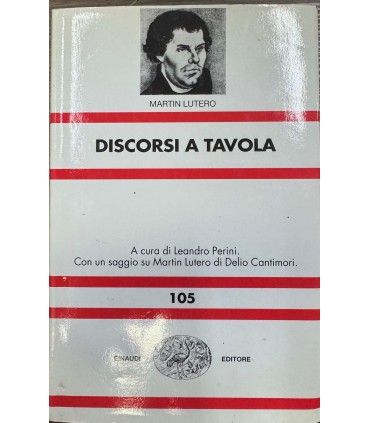 MARTIN LUTERO
DISCORSI A TAVOLA
A cura di Leandro Perini.
Con un saggio su Martin Lutero di Delio Cantimori.
105
EINAUDI EDITORE